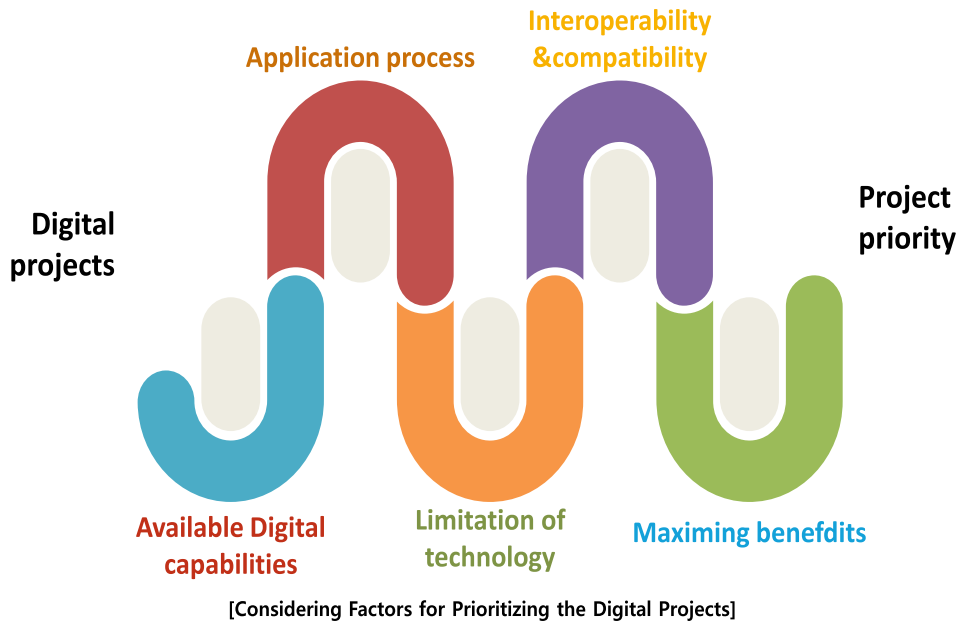 Interoperability
&compatibility
Application process
Digital
projects
Project
priority
Available Digital
capabilities
Limitation of
technology
Maximing benefdits
[Considering Factors for Prioritizing the Digital Projects]